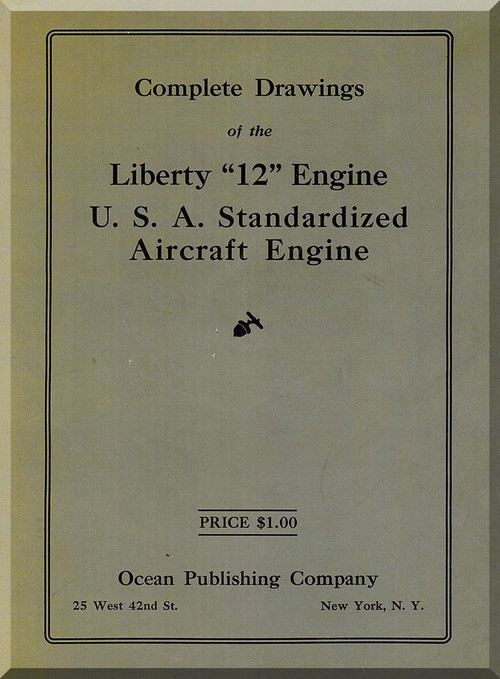 Complete Drawings
of the
Liberty “12” Engine
U. S. A. Standardized
Aircraft Engine
PRICE $1.00
Ocean Publishing Company
25 West 42nd St. New York, N. Y.